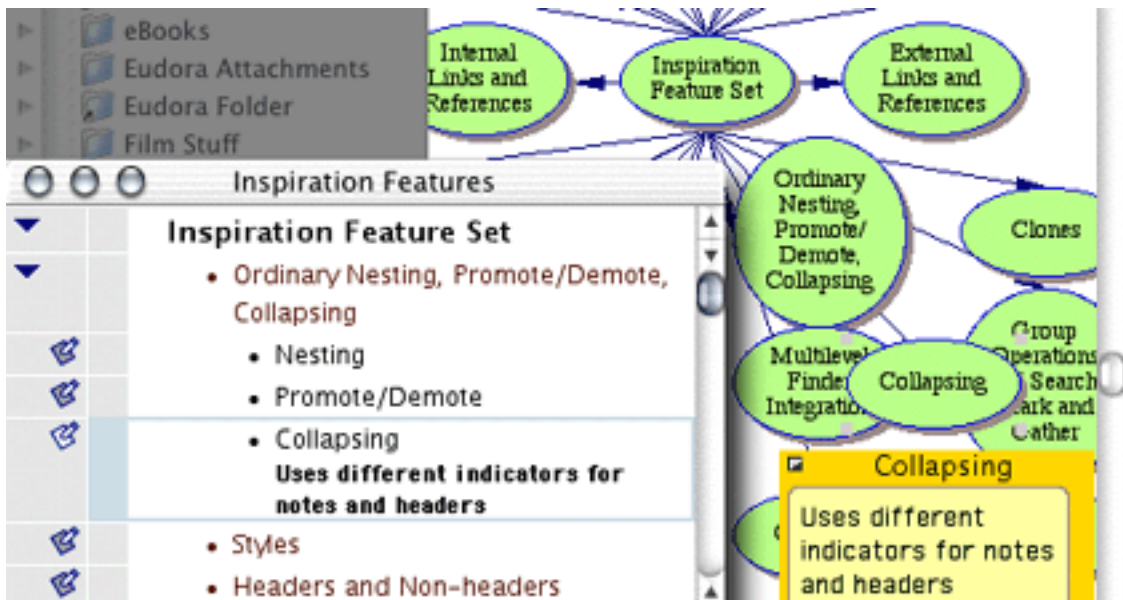 eBooks
Eudora Attachments
Eudora Folder
Film Stuff
Internal
Links and
References
Inspiration
Feature Set
External
Links and
References
Inspiration Features
Inspiration Feature Set
• Ordinary Nesting, Promote/Demote,
Collapsing
• Nesting
• Promote/Demote
• Collapsing
Uses different indicators for
notes and headers
• Styles
• Headers and Non-headers
Ordinary
Nesting,
Promote/
Demote,
Collapsing
Clones
Multilevel
Finder
Integration
Collapsing
Group
Operations
Search
Mark and
Gather
Collapsing
Uses different
indicators for notes
and headers